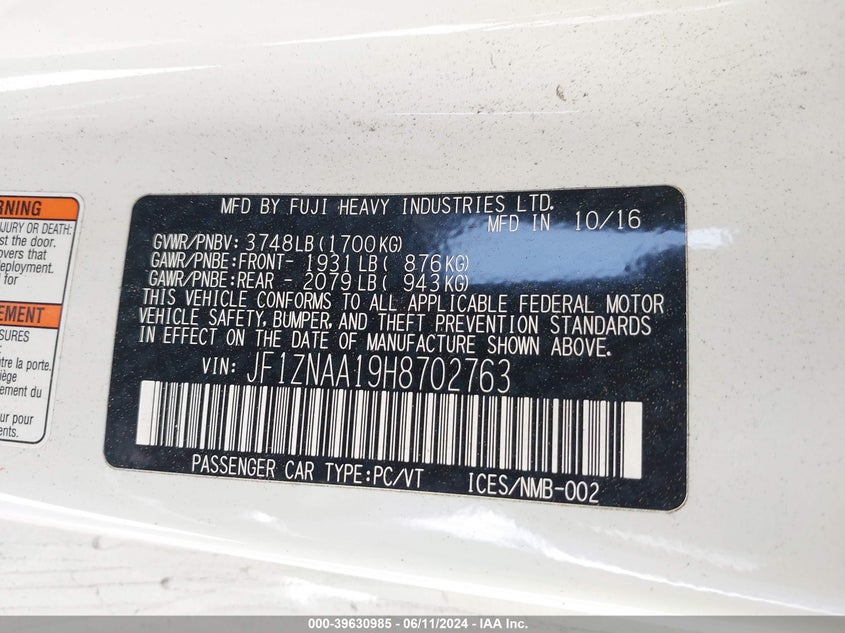 MFD BY FUJI HEAVY INDUSTRIES LTD.
MFD IN 10/16
GVWR/PNBV: 3748LB(1700KG)
GAWR/PNBE:FRONT- 1931LB( 876KG)
GAWR/PNBE:REAR - 2079LB( 943KG)
THIS VEHICLE CONFORMS TO ALL APPLICABLE FEDERAL MOTOR
VEHICLE SAFETY, BUMPER, AND THEFT PREVENTION STANDARDS
IN EFFECT ON THE DATE OF MANUFACTURE SHOWN ABOVE.
VIN: JF1ZNAA19H8702763
PASSENGER CAR TYPE:PC/VT ICES/NMB-002
RNING
JURY OR DEATH:
st the door.
overs that
deployment.
d for
EMENT
SURES
:
tre la porte.
iège
ement du
ur pour
ents.
000-39630985 / 06/11/2024 - IAAI.COM